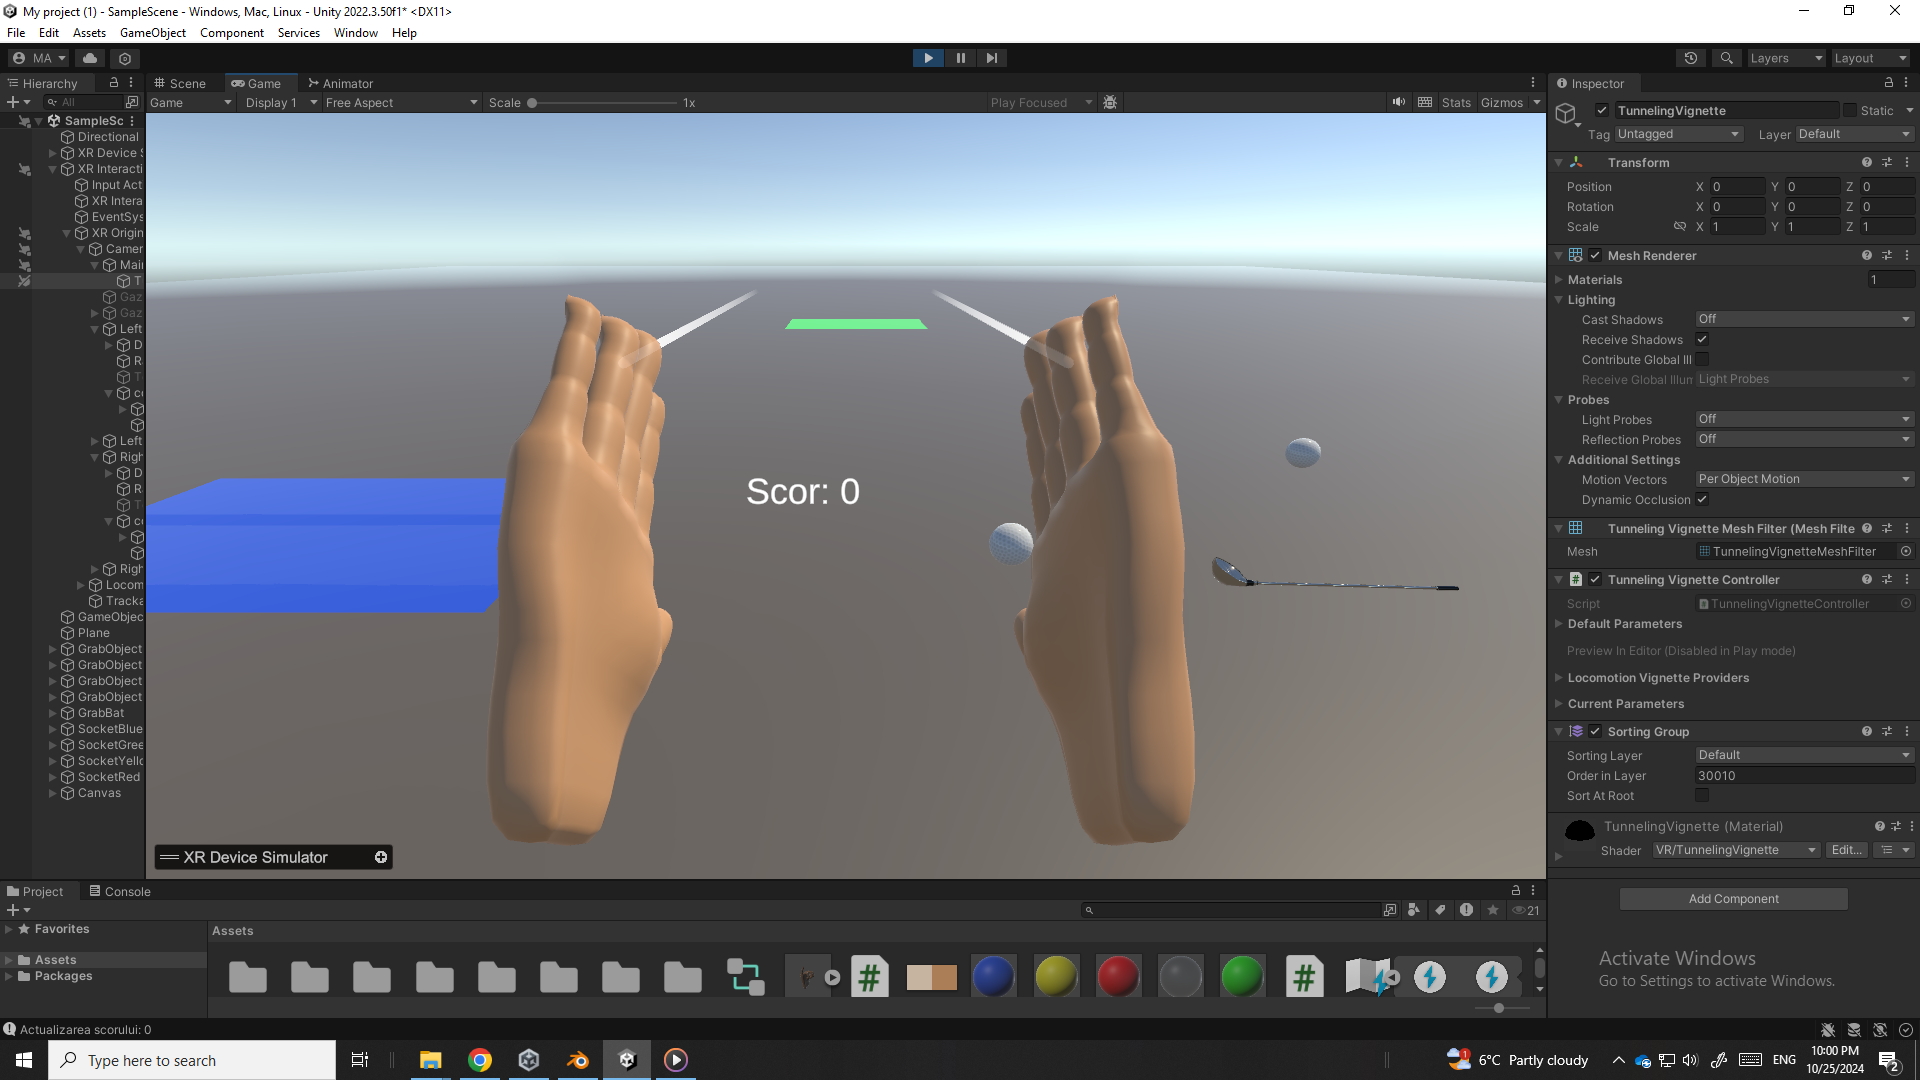 My project (1) - SampleScene - Windows, Mac, Linux - Unity 2022.3.50f1* <DX11>
File Edit Assets GameObject Component Services Window Help
MA
Layers Layout
Hierarchy
All
SampleSc
Directional
XR Device S
XR Interacti
Input Act
XR Intera
EventSys
XR Origin
Camer
Mai
T
Gaz
Gaz
Left
D
R
T
Left
Righ
D
R
T
Righ
Locom
Tracka
GameObjec
Plane
GrabObject
GrabObject
GrabObject
GrabObject
GrabBat
SocketBlue
SocketGree
SocketYello
SocketRed
Canvas
Scene Game Animator
Game Display 1 Free Aspect Scale 1x Play Focused Stats Gizmos
Scor: 0
XR Device Simulator
Inspector
TunnelingVignette Static
Tag Untagged Layer Default
Transform
Position X 0 Y 0 Z 0
Rotation X 0 Y 0 Z 0
Scale X 1 Y 1 Z 1
Mesh Renderer
Materials 1
Lighting
Cast Shadows Off
Receive Shadows
Contribute Global Ill
Receive Global Illum Light Probes
Probes
Light Probes Off
Reflection Probes Off
Additional Settings
Motion Vectors Per Object Motion
Dynamic Occlusion
Tunneling Vignette Mesh Filter (Mesh Filte
Mesh TunnelingVignetteMeshFilter
# Tunneling Vignette Controller
Script TunnelingVignetteController
Default Parameters
Preview In Editor (Disabled in Play mode)
Locomotion Vignette Providers
Current Parameters
Sorting Group
Sorting Layer Default
Order in Layer 30010
Sort At Root
TunnelingVignette (Material)
Shader VR/TunnelingVignette Edit...
Add Component
Activate Windows
Go to Settings to activate Windows.
Project Console
21
Favorites
Assets
Packages
Assets
# #
Actualizarea scorului: 0
Type here to search
1 6°C Partly cloudy ENG
10:00 PM
10/25/2024
2